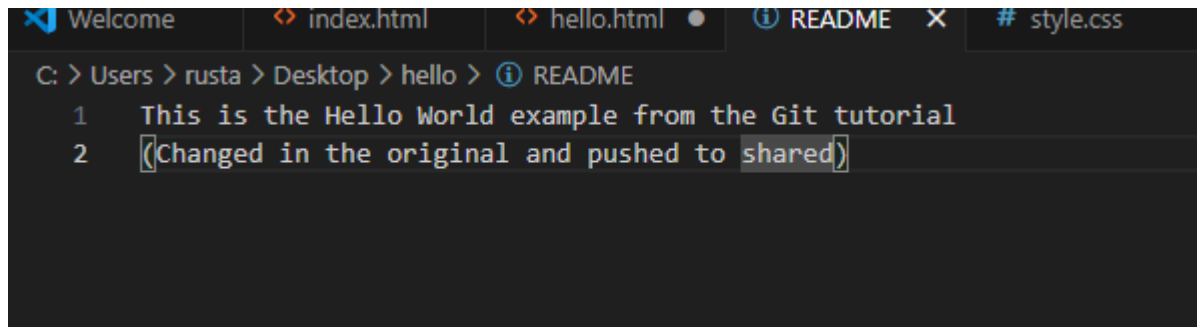 Welcome index.html hello.html README # style.css
C: > Users > rusta > Desktop > hello > README
1 This is the Hello World example from the Git tutorial
2 (Changed in the original and pushed to shared)